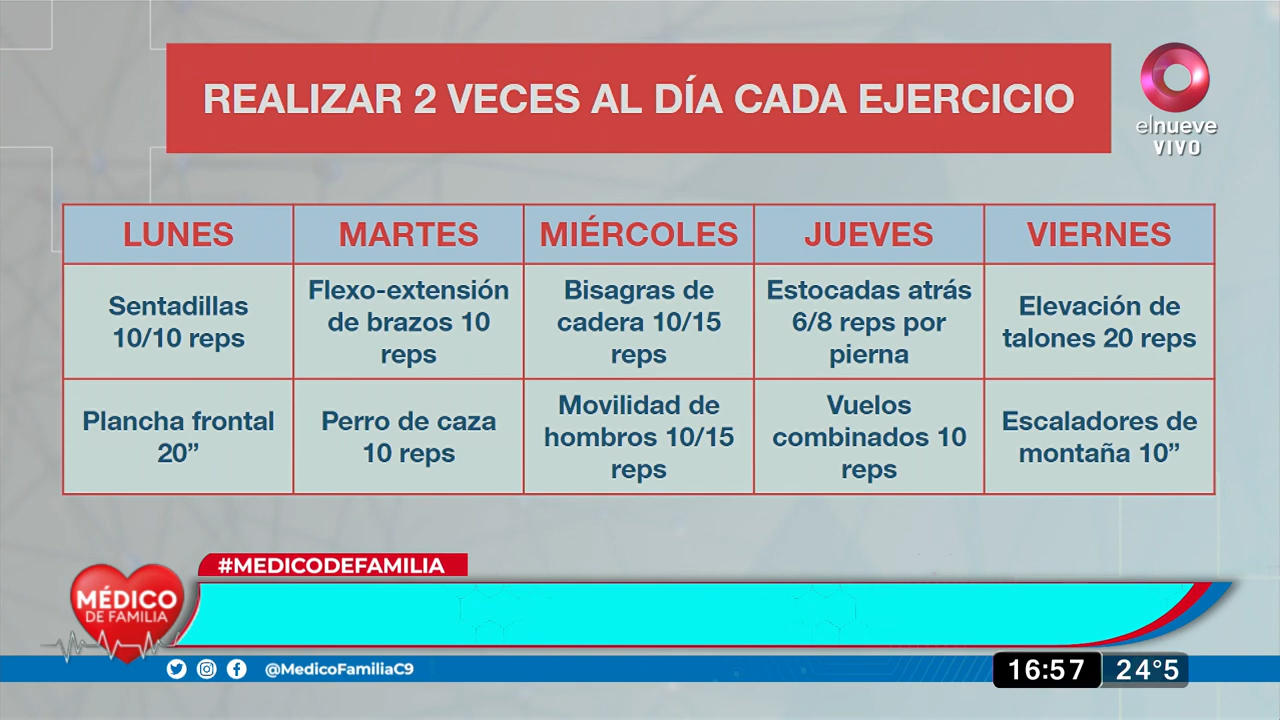 REALIZAR 2 VECES AL DÍA CADA EJERCICIO
elnueve
VIVO
LUNES
MARTES
MIÉRCOLES
JUEVES
VIERNES
Sentadillas
10/10 reps
Flexo-extensión
de brazos 10
reps
Bisagras de
cadera 10/15
reps
Estocadas atrás
6/8 reps por
pierna
Elevación de
talones 20 reps
Plancha frontal
20”
Perro de caza
10 reps
Movilidad de
hombros 10/15
reps
Vuelos
combinados 10
reps
Escaladores de
montaña 10”
#MEDICODEFAMILIA
MÉDICO
DE FAMILIA
@MedicoFamiliaC9
16:57 24°5